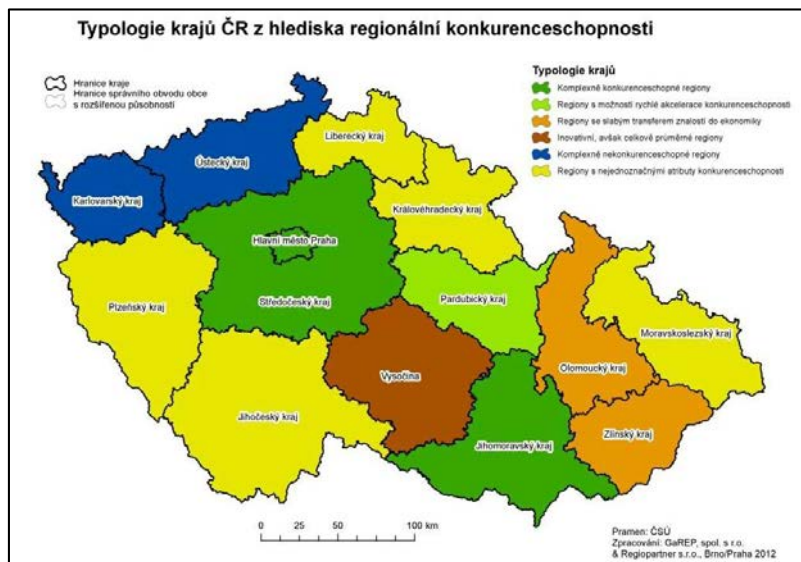 Typologie krajů ČR z hlediska regionální konkurenceschopnosti
Hranice kraje
Hranice správního obvodu obce
s rozšířenou působností
Typologie krajů
Komplexně konkurenceschopné regiony
Regiony s možností rychlé akcelerace konkurenceschopnosti
Regiony se slabým transferem znalostí do ekonomiky
Inovativní, avšak celkově průměrné regiony
Komplexně nekonkurenceschopné regiony
Regiony s nejednoznačnými atributy konkurenceschopnosti
Liberecký kraj
Ústecký kraj
Karlovarský kraj
Královéhradecký kraj
Hlavní město Praha
Středočeský kraj
Pardubický kraj
Plzeňský kraj
Moravskoslezský kraj
Olomoucký kraj
Vysočina
Jihočeský kraj
Zlínský kraj
Jihomoravský kraj
0 25 50 100 km
Pramen: ČSÚ
Zpracování: GaREP, spol. s r.o.
& Regiopartner s.r.o., Brno/Praha 2012